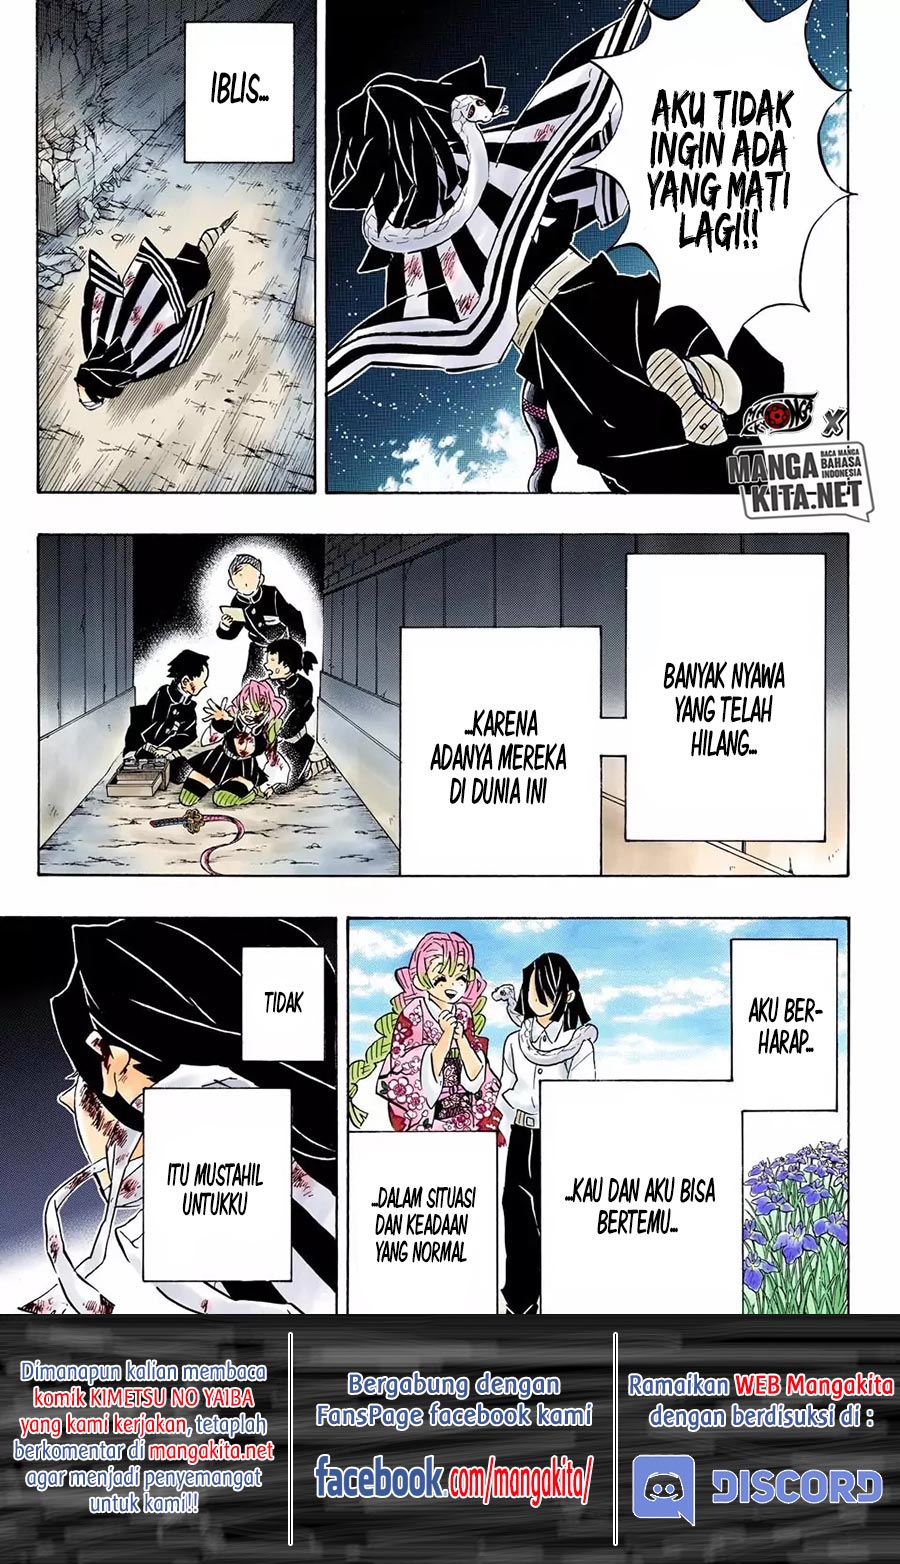 AKU TIDAK
INGIN ADA
YANG MATI
LAGI!!
IBLIS...
MANGA
KITA.NET
BACA MANGA
BAHASA
INDONESIA
X
BANYAK NYAWA
YANG TELAH
HILANG...
...KARENA
ADANYA MEREKA
DI DUNIA INI
AKU BER-
HARAP...
...KAU DAN AKU BISA
BERTEMU...
...DALAM SITUASI
DAN KEADAAN
YANG NORMAL
TIDAK
ITU MUSTAHIL
UNTUKKU
Dimanapun kalian membaca
komik KIMETSU NO YAIBA
yang kami kerjakan, tetaplah
berkomentar di mangakita.net
agar menjadi penyemangat
untuk kami!!
Bergabung dengan
FansPage facebook kami
facebook.com/mangakita/
Ramaikan WEB Mangakita
dengan berdisuksi di :
DISCORD